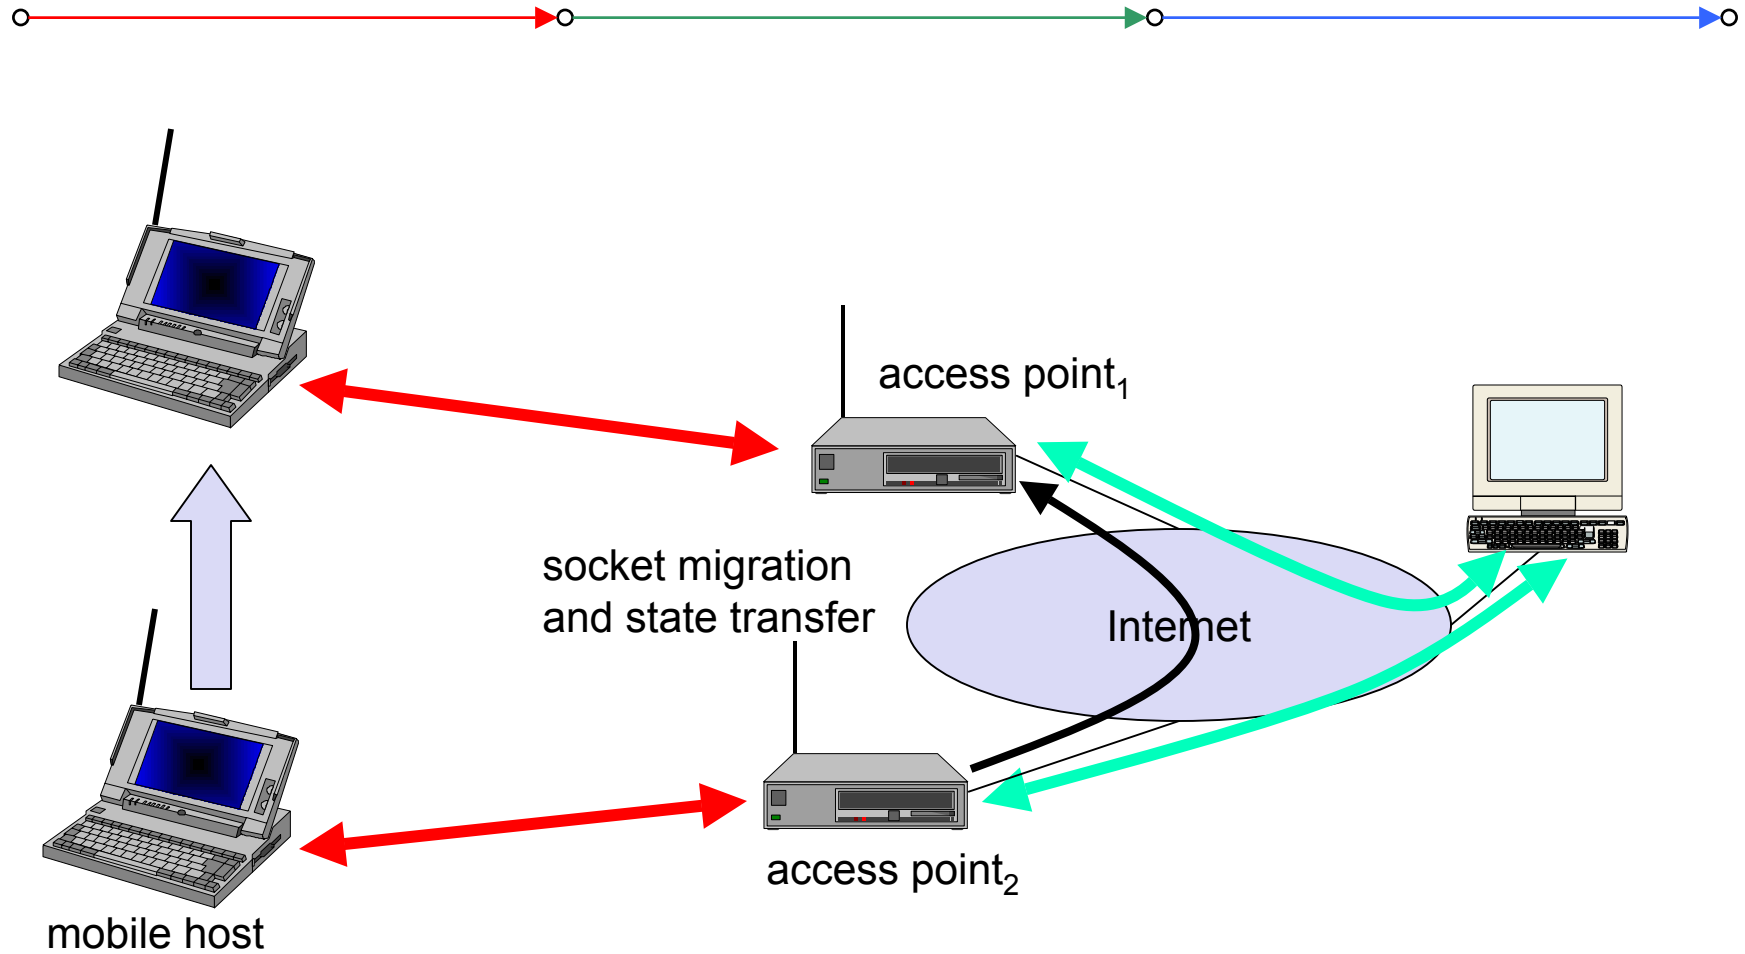 access point₁
socket migration
and state transfer
Internet
access point₂
mobile host